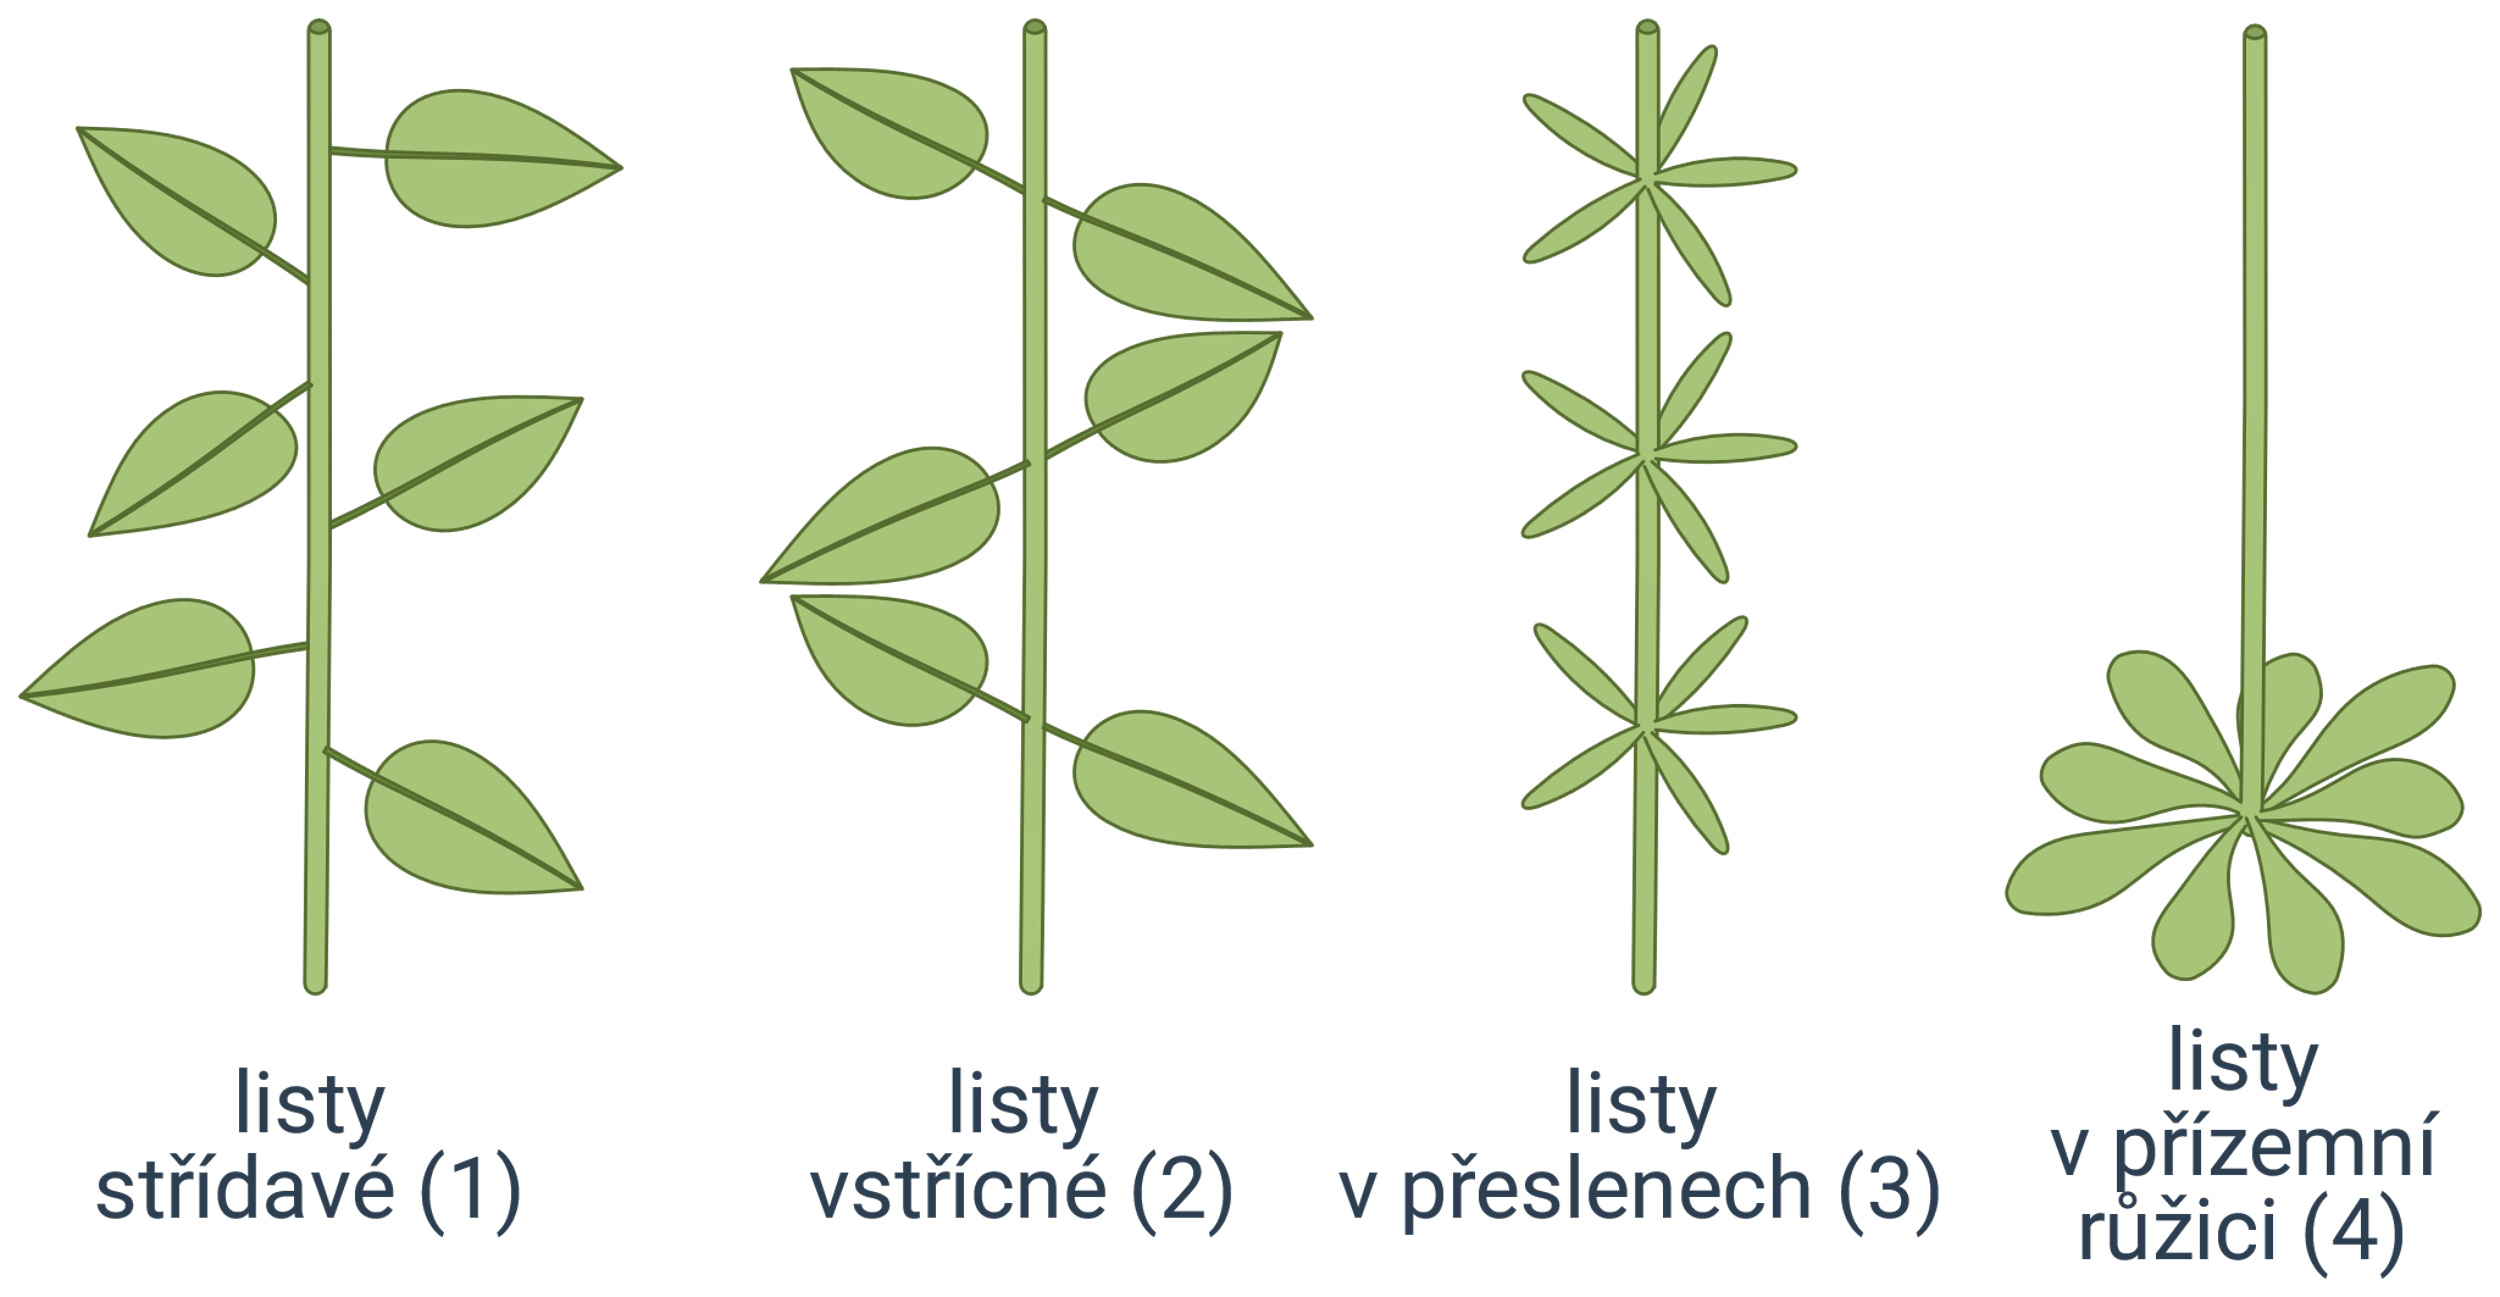 listy
střídavé (1)
listy
vstřícné (2)
listy
v přeslenech (3)
listy
v přízemní
růžici (4)